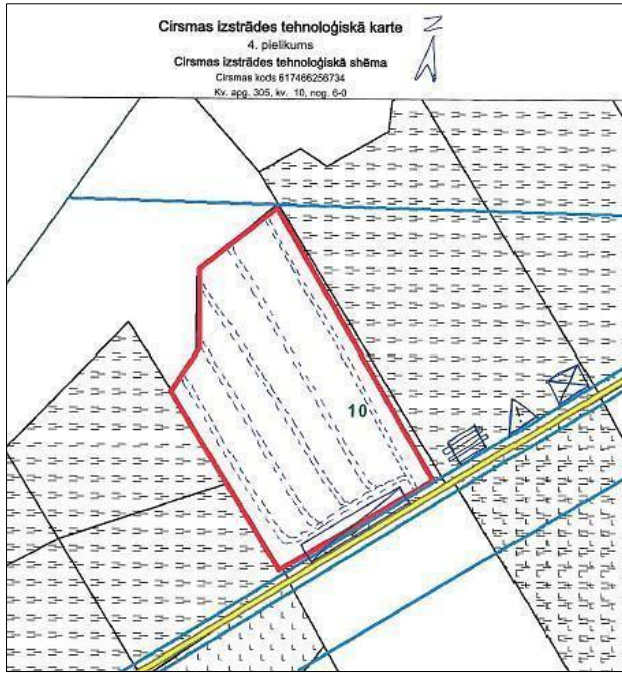 Cirsmas izstrādes tehnoloģiskā karte
4. pielikums
Cirsmas izstrādes tehnoloģiskā shēma
Cirsmas kods 617466256734
Kv. apg. 305, kv. 10, nog. 6-0
Z
10